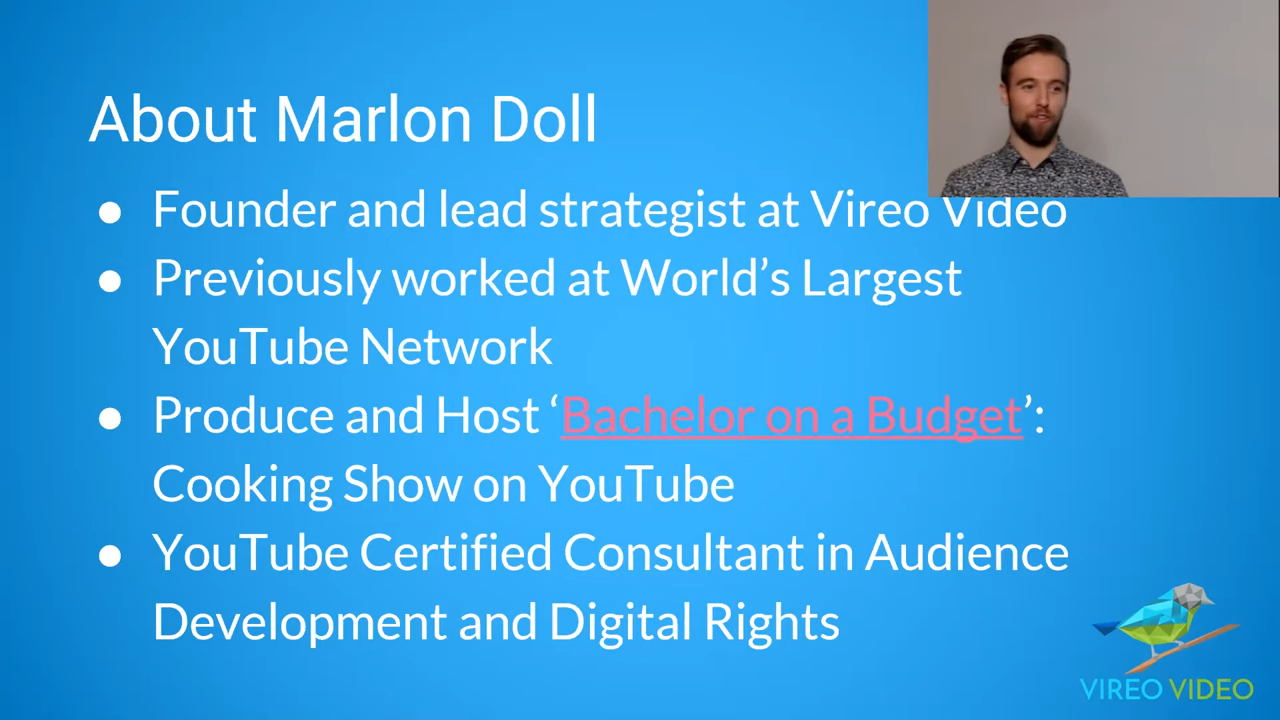 About Marlon Doll
● Founder and lead strategist at Vireo Video
● Previously worked at World’s Largest
YouTube Network
● Produce and Host ‘Bachelor on a Budget’:
Cooking Show on YouTube
● YouTube Certified Consultant in Audience
Development and Digital Rights
VIREO VIDEO